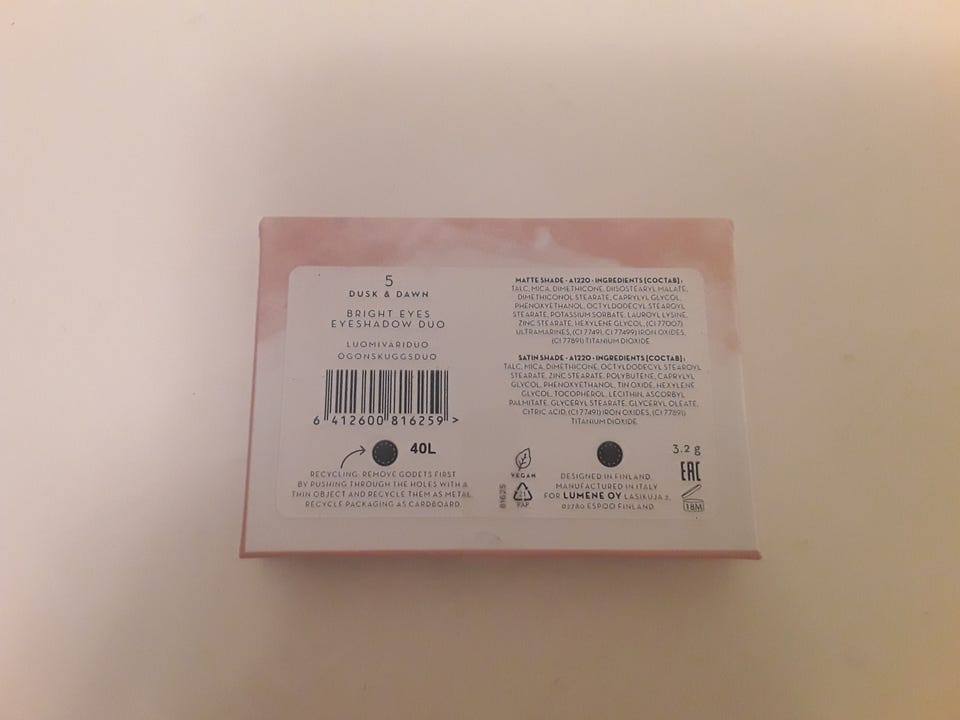 5
DUSK & DAWN
BRIGHT EYES
EYESHADOW DUO
LUOMIVÄRIDUO
ÖGONSKUGGSDUO
6 412600 816259 >
40L
RECYCLING: REMOVE GODETS FIRST
BY PUSHING THROUGH THE HOLES WITH A
THIN OBJECT AND RECYCLE THEM AS METAL.
RECYCLE PACKAGING AS CARDBOARD.
MATTE SHADE - A1220 - INGREDIENTS [COCTAB]:
TALC, MICA, DIMETHICONE, DIISOSTEARYL MALATE,
DIMETHICONOL STEARATE, CAPRYLYL GLYCOL,
PHENOXYETHANOL, OCTYLDODECYL STEAROYL
STEARATE, POTASSIUM SORBATE, LAUROYL LYSINE,
ZINC STEARATE, HEXYLENE GLYCOL, (CI 77007)
ULTRAMARINES, (CI 77491, CI 77499) IRON OXIDES,
(CI 77891) TITANIUM DIOXIDE
SATIN SHADE - A1220 - INGREDIENTS [COCTAB]:
TALC, MICA, DIMETHICONE, OCTYLDODECYL STEAROYL
STEARATE, ZINC STEARATE, POLYBUTENE, CAPRYLYL
GLYCOL, PHENOXYETHANOL, TIN OXIDE, HEXYLENE
GLYCOL, TOCOPHEROL, LECITHIN, ASCORBYL
PALMITATE, GLYCERYL STEARATE, GLYCERYL OLEATE,
CITRIC ACID, (CI 77491) IRON OXIDES, (CI 77891)
TITANIUM DIOXIDE
81625
VEGAN
21
PAP
DESIGNED IN FINLAND.
MANUFACTURED IN ITALY
FOR LUMENE OY LASIKUJA 2,
02780 ESPOO FINLAND
3.2 g
EAC
18M